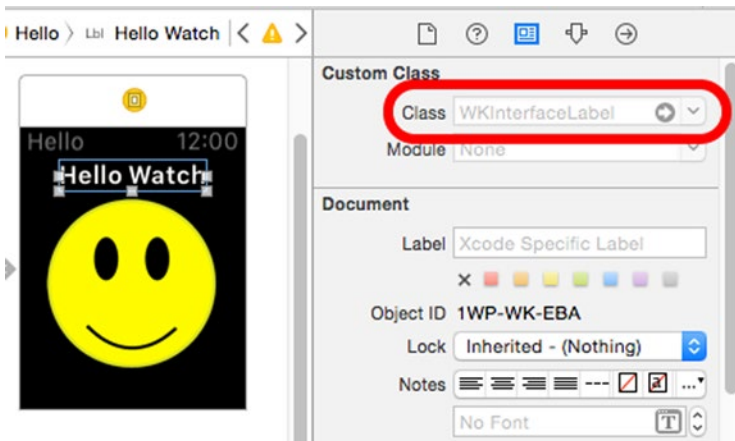 Hello 〉 Lbl Hello Watch
Hello 12:00
Hello Watch
Custom Class
Class WKInterfaceLabel
Module None
Document
Label Xcode Specific Label
Object ID 1WP-WK-EBA
Lock Inherited - (Nothing)
Notes
No Font